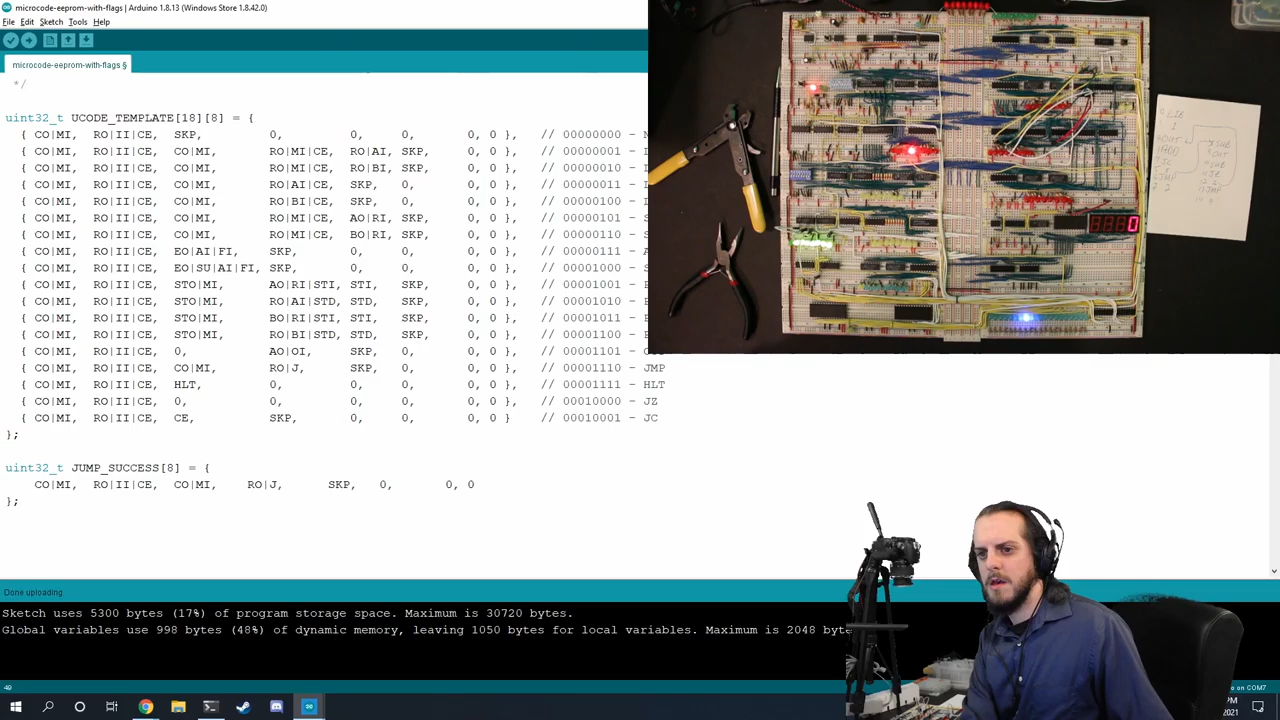 microcode-eeprom-with-flags | Arduino 1.8.13 (Windows Store 1.8.42.0)
File Edit Sketch Tools Help
microcode-eeprom-with-flags §
*/
uint32_t UCODE_TEMPLATE[18][8] = {
{ CO|MI, RO|II|CE, SKP, 0, 0, 0, 0, 0 }, // 00000000 -
{ CO|MI, RO|II|CE, CO|MI, RO|MI|CE, RO|AI, SKP, 0, 0 }, // 00000001 -
{ CO|MI, RO|II|CE, CO|MI, RO|MI|CE, RO|BI, SKP, 0, 0 }, // 00000010 -
{ CO|MI, RO|II|CE, CO|MI, RO|AI|CE, SKP, 0, 0, 0 }, // 00000011 -
{ CO|MI, RO|II|CE, CO|MI, RO|BI|CE, SKP, 0, 0, 0 }, // 00000100 -
{ CO|MI, RO|II|CE, CO|MI, RO|MI|CE, AO|RI, SKP, 0, 0 }, // 00000101 -
{ CO|MI, RO|II|CE, CO|MI, RO|MI|CE, BO|RI, SKP, 0, 0 }, // 00000110 -
{ CO|MI, RO|II|CE, EO|AI|FI, SKP, 0, 0, 0, 0 }, // 00000111 -
{ CO|MI, RO|II|CE, EO|SU|AI|FI, SKP, 0, 0, 0, 0 }, // 00001000 -
{ CO|MI, RO|II|CE, STO|MI, AO|RI|STI, STI, SKP, 0, 0 }, // 00001001 -
{ CO|MI, RO|II|CE, STO|MI, RO|AI|STD, STD, SKP, 0, 0 }, // 00001010 -
{ CO|MI, RO|II|CE, STO|MI, BO|RI|STI, STI, SKP, 0, 0 }, // 00001011 -
{ CO|MI, RO|II|CE, STO|MI, RO|BI|STD, STD, SKP, 0, 0 }, // 00001100 -
{ CO|MI, RO|II|CE, 0, AO|OI, SKP, 0, 0, 0 }, // 00001101 -
{ CO|MI, RO|II|CE, CO|MI, RO|J, SKP, 0, 0, 0 }, // 00001110 - JMP
{ CO|MI, RO|II|CE, HLT, 0, 0, 0, 0, 0 }, // 00001111 - HLT
{ CO|MI, RO|II|CE, 0, 0, 0, 0, 0, 0 }, // 00010000 - JZ
{ CO|MI, RO|II|CE, CE, SKP, 0, 0, 0, 0 } // 00010001 - JC
};
uint32_t JUMP_SUCCESS[8] = {
CO|MI, RO|II|CE, CO|MI, RO|J, SKP, 0, 0, 0
};
Done uploading.
Sketch uses 5300 bytes (17%) of program storage space. Maximum is 30720 bytes.
Global variables use 998 bytes (48%) of dynamic memory, leaving 1050 bytes for local variables. Maximum is 2048 byte
49
o on COM7
PM
2021